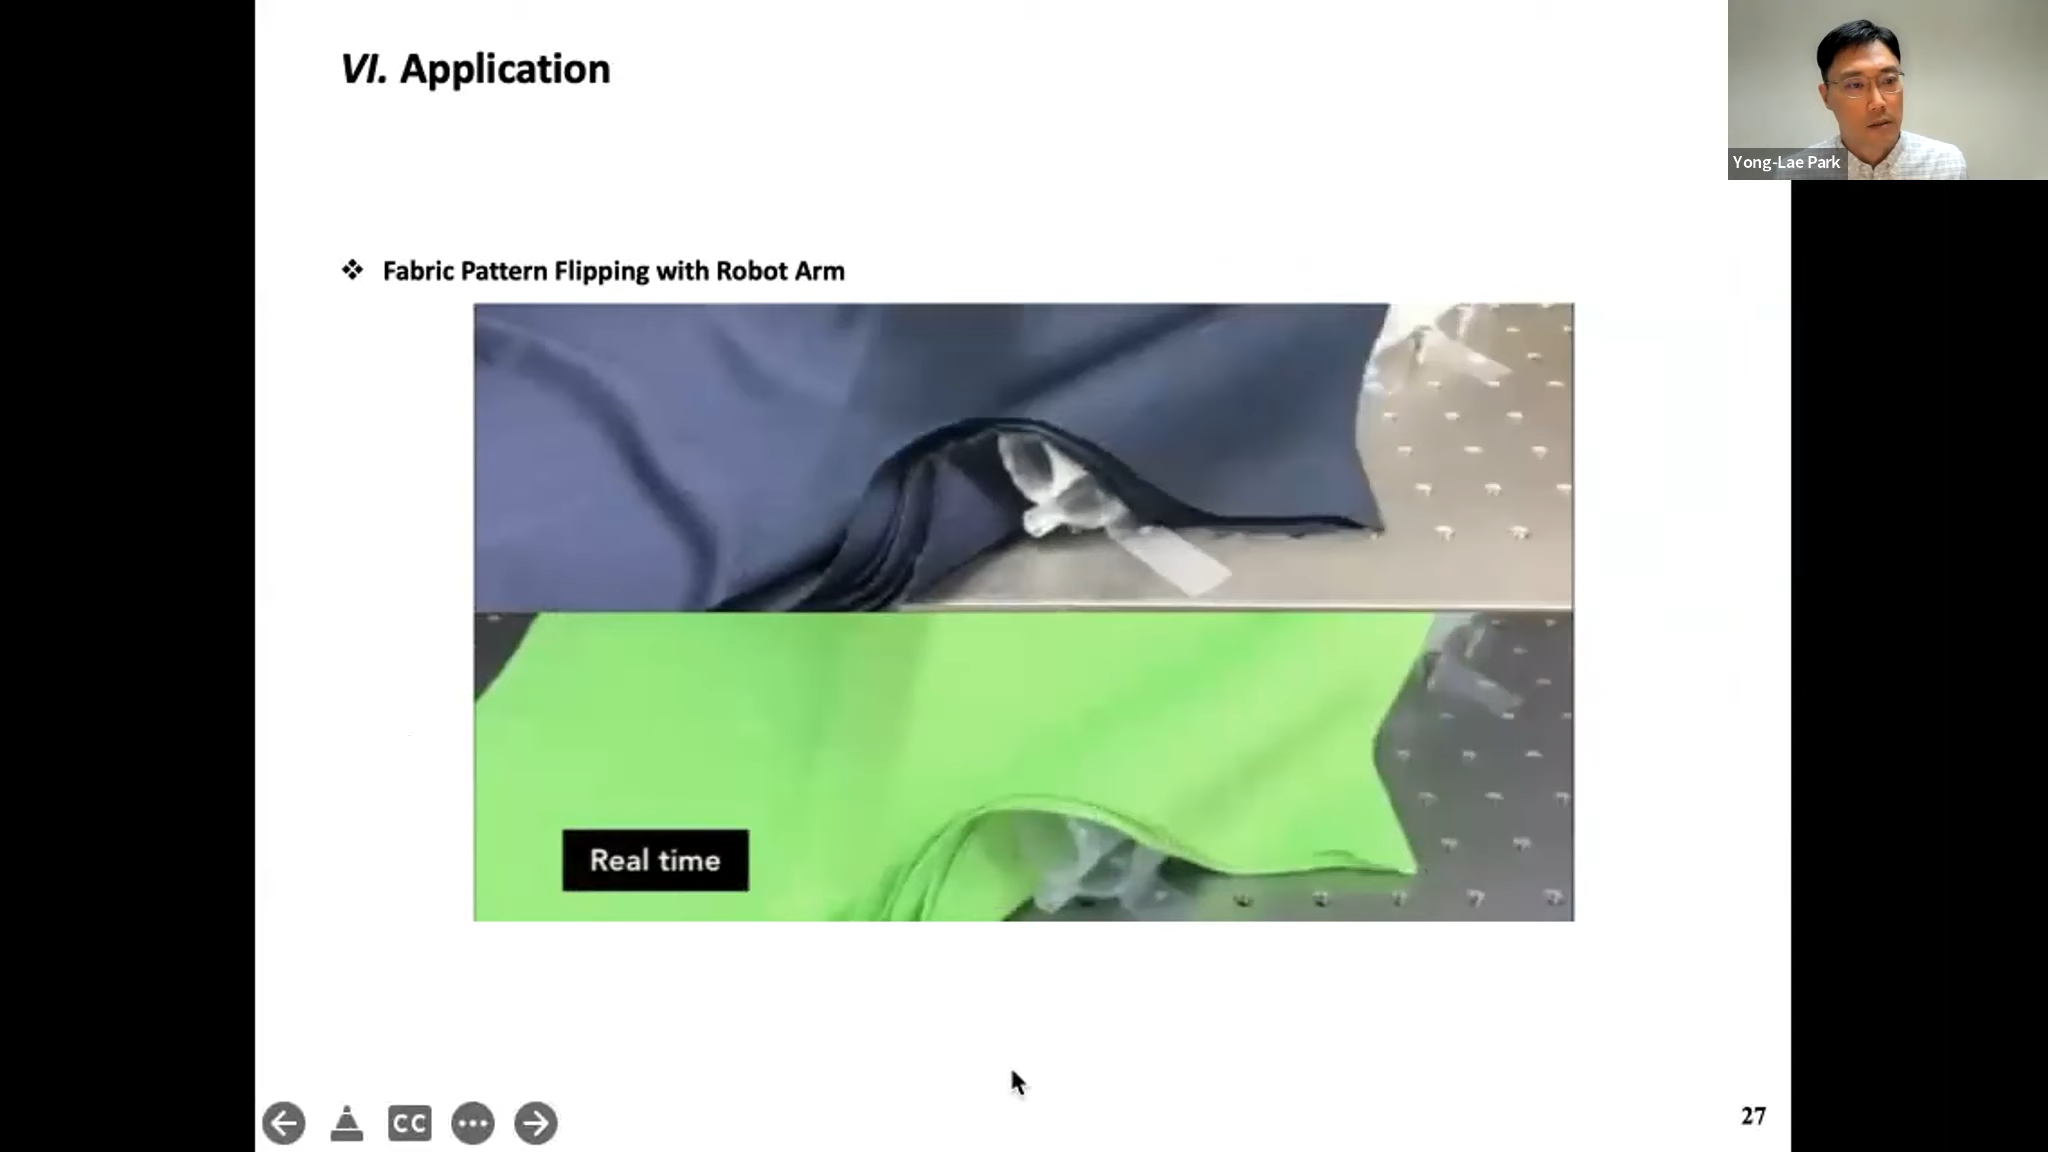 VI. Application
Yong-Lae Park
❖ Fabric Pattern Flipping with Robot Arm
Real time
CC
27